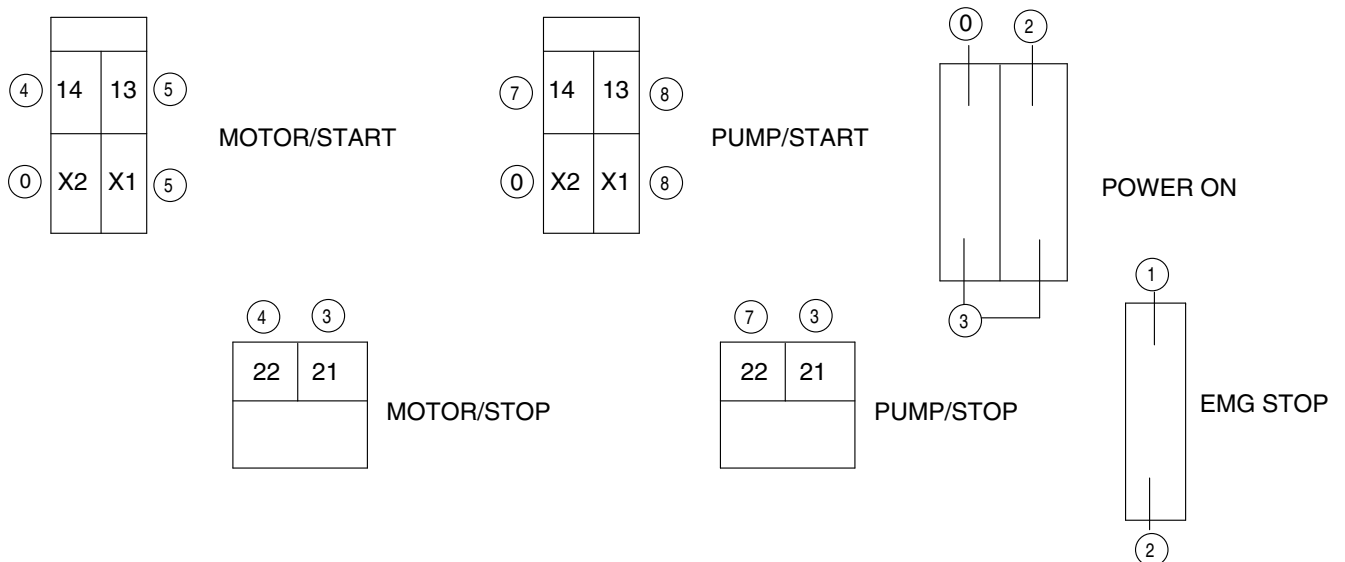 0 2
4 14 13 5
7 14 13 8
MOTOR/START
PUMP/START
0 X2 X1 5
0 X2 X1 8
POWER ON
1
4 3
7 3
3
22 21
22 21
MOTOR/STOP
PUMP/STOP
EMG STOP
2